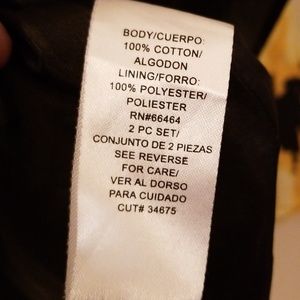 BODY/CUERPO:
100% COTTON/
ALGODON
LINING/FORRO:
100% POLYESTER/
POLIESTER
RN#66464
2 PC SET/
CONJUNTO DE 2 PIEZAS
SEE REVERSE
FOR CARE/
VER AL DORSO
PARA CUIDADO
CUT# 34675